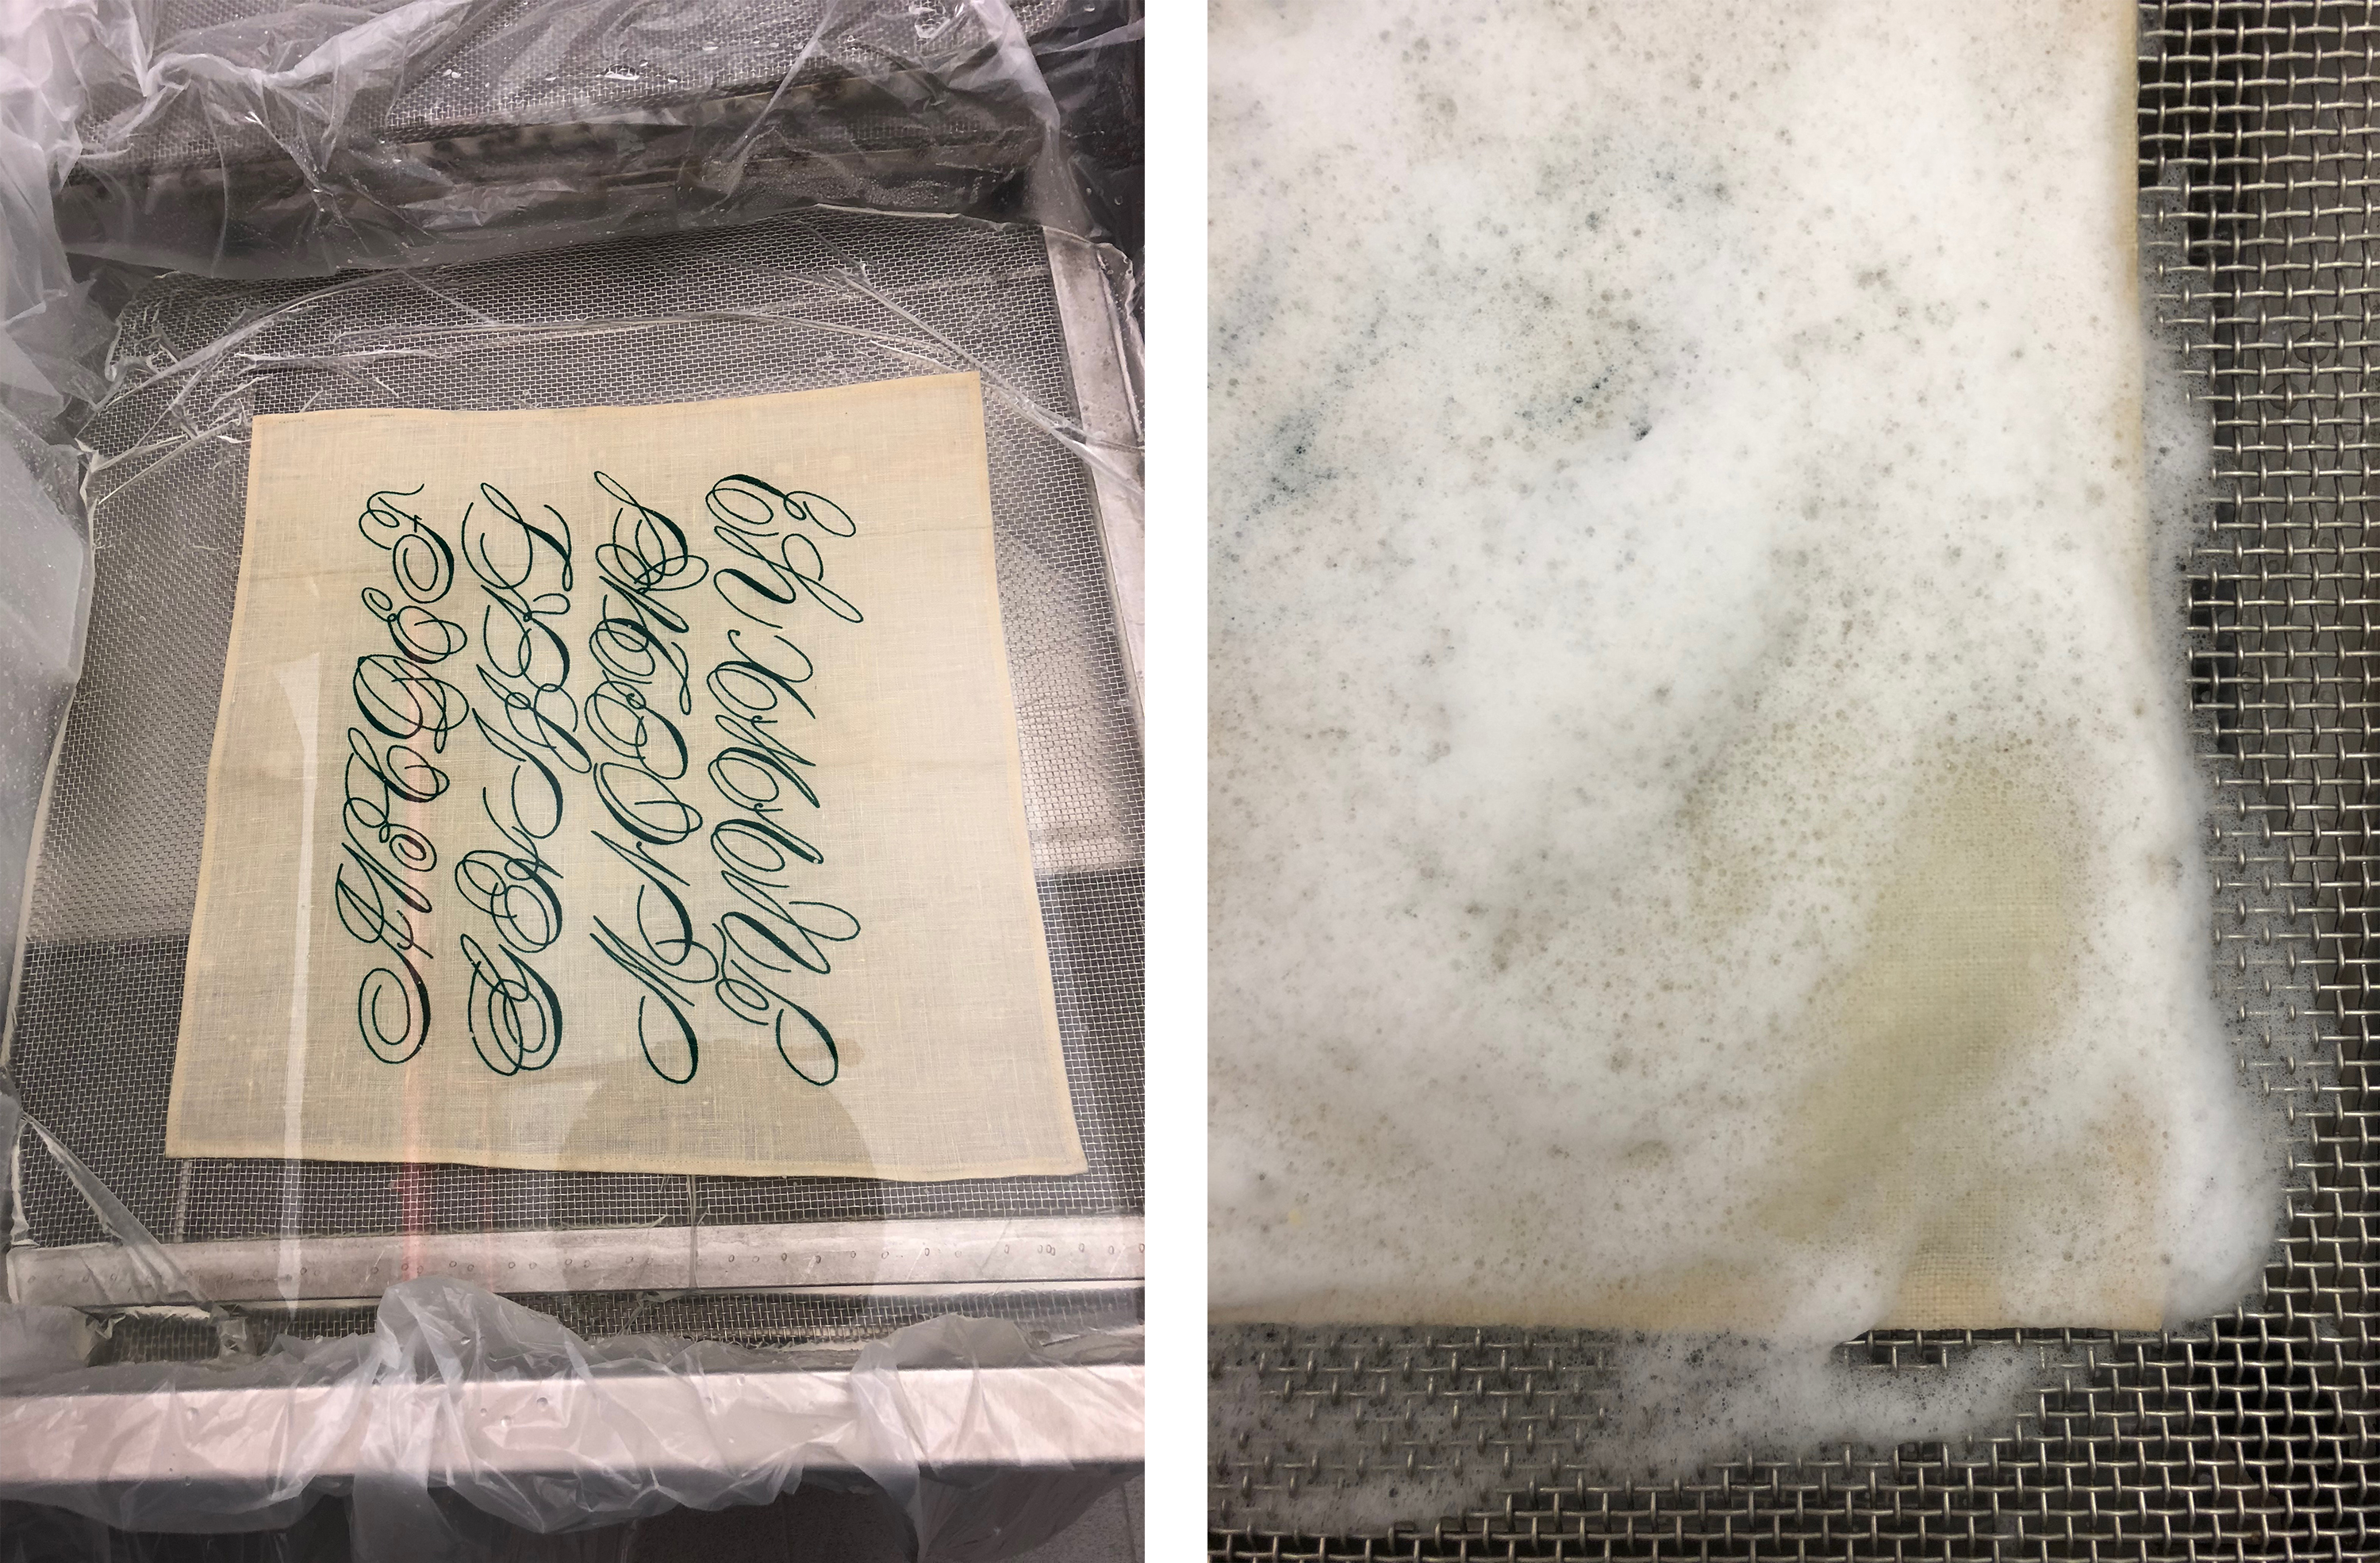 A B C D E F
G H I J K L
M N O P Q R S
T U V W X Y Z